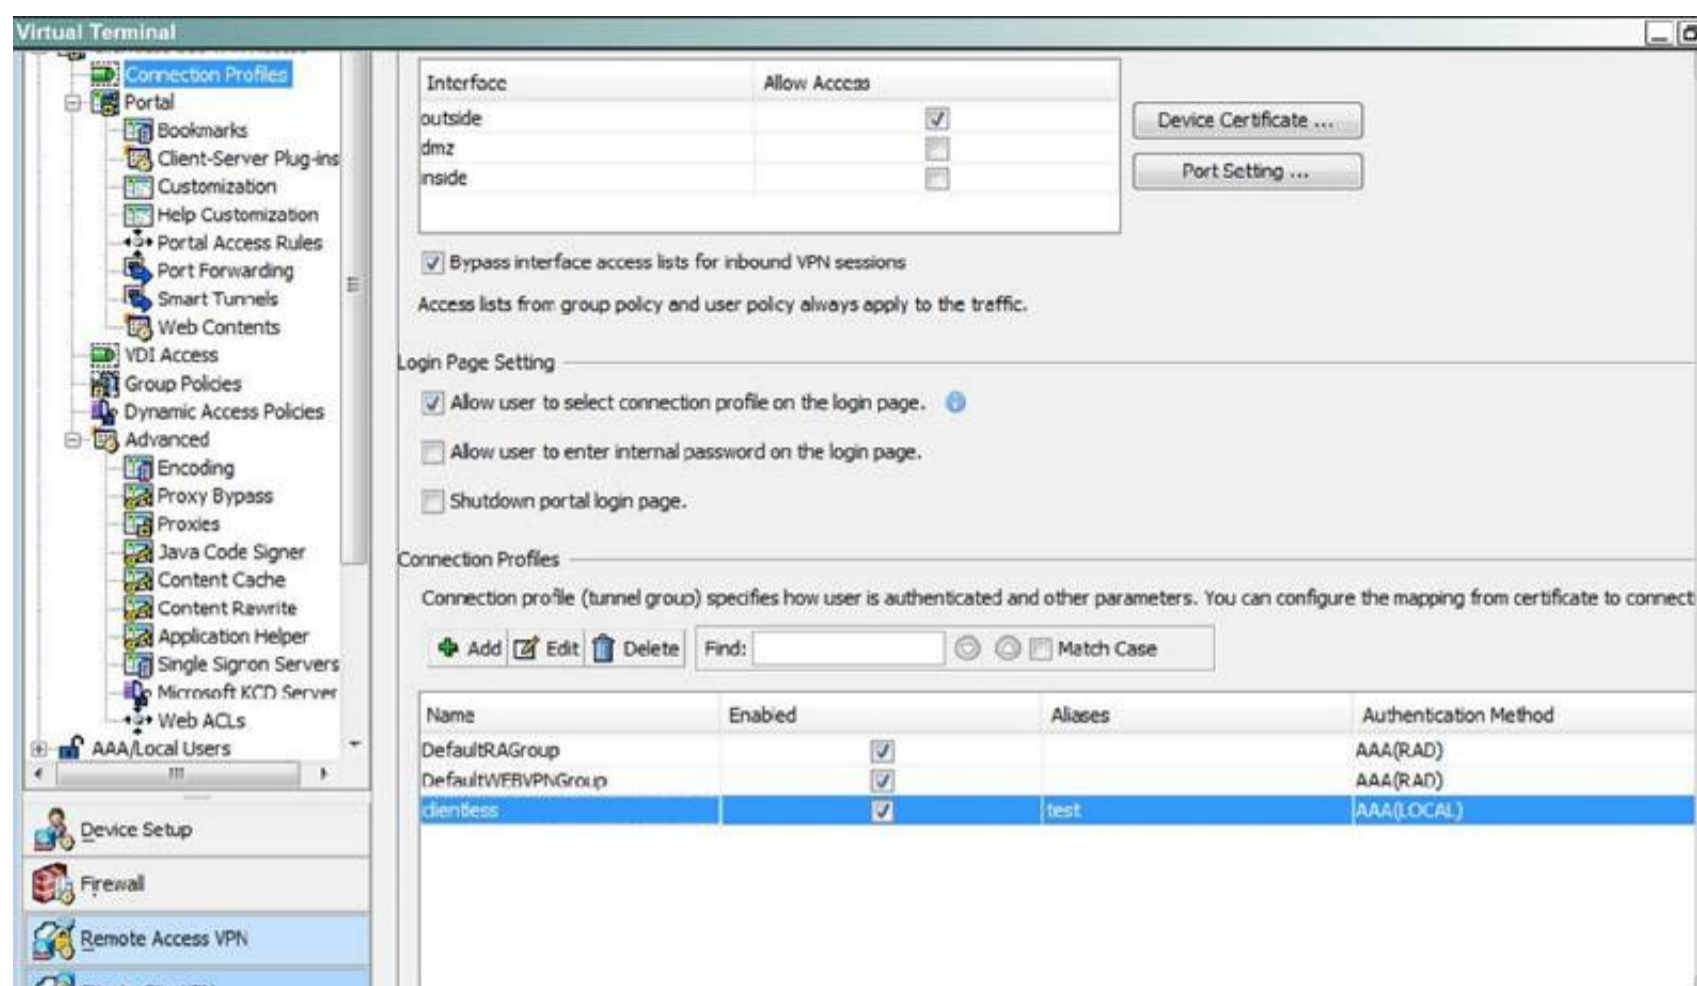 Virtual Terminal
Connection Profiles
Portal
Bookmarks
Client-Server Plug-ins
Customization
Help Customization
Portal Access Rules
Port Forwarding
Smart Tunnels
Web Contents
VDI Access
Group Policies
Dynamic Access Policies
Advanced
Encoding
Proxy Bypass
Proxies
Java Code Signer
Content Cache
Content Rewrite
Application Helper
Single Signon Servers
Microsoft KCD Server
Web ACLs
AAA/Local Users
Device Setup
Firewall
Remote Access VPN
Interface Allow Access
outside
dmz
inside
Device Certificate ...
Port Setting ...
Bypass interface access lists for inbound VPN sessions
Access lists from group policy and user policy always apply to the traffic.
Login Page Setting
Allow user to select connection profile on the login page.
Allow user to enter internal password on the login page.
Shutdown portal login page.
Connection Profiles
Connection profile (tunnel group) specifies how user is authenticated and other parameters. You can configure the mapping from certificate to connect
Add Edit Delete Find: Match Case
Name Enabled Aliases Authentication Method
DefaultRAGroup AAA(RAD)
DefaultWEBVPNGroup AAA(RAD)
clientless test AAA(LOCAL)